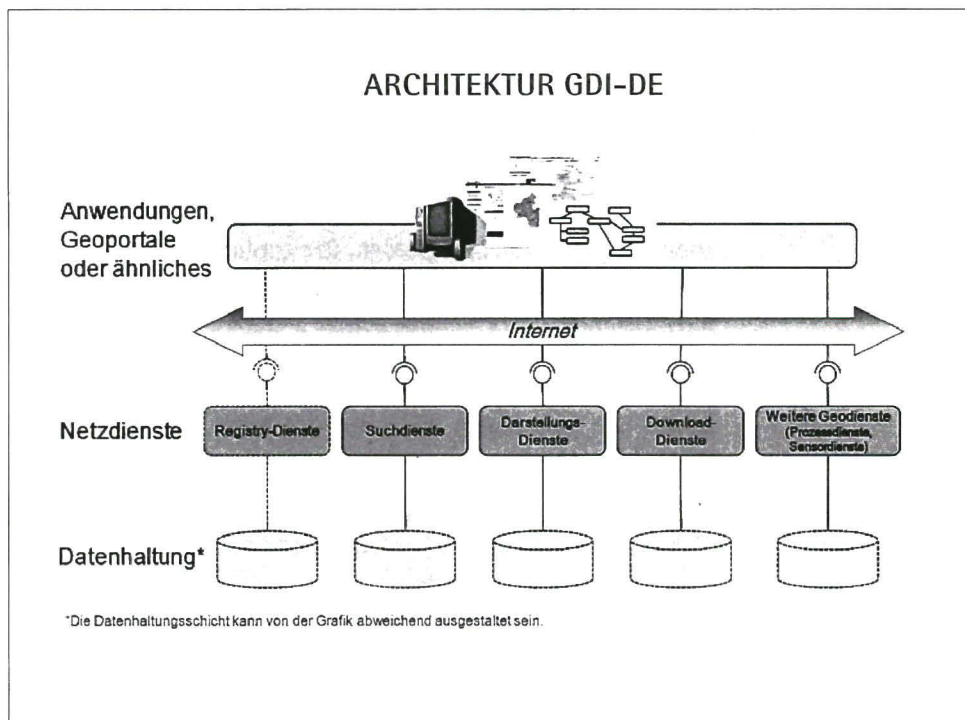 ARCHITEKTUR GDI-DE
Anwendungen,
Geoportale
oder ähnliches
Internet
Netzdienste
Registry-Dienste
Suchdienste
Darstellungs-
Dienste
Download-
Dienste
Weitere Geodienste
(Prozessdienste,
Sensordienste)
Datenhaltung*
*Die Datenhaltungsschicht kann von der Grafik abweichend ausgestaltet sein.